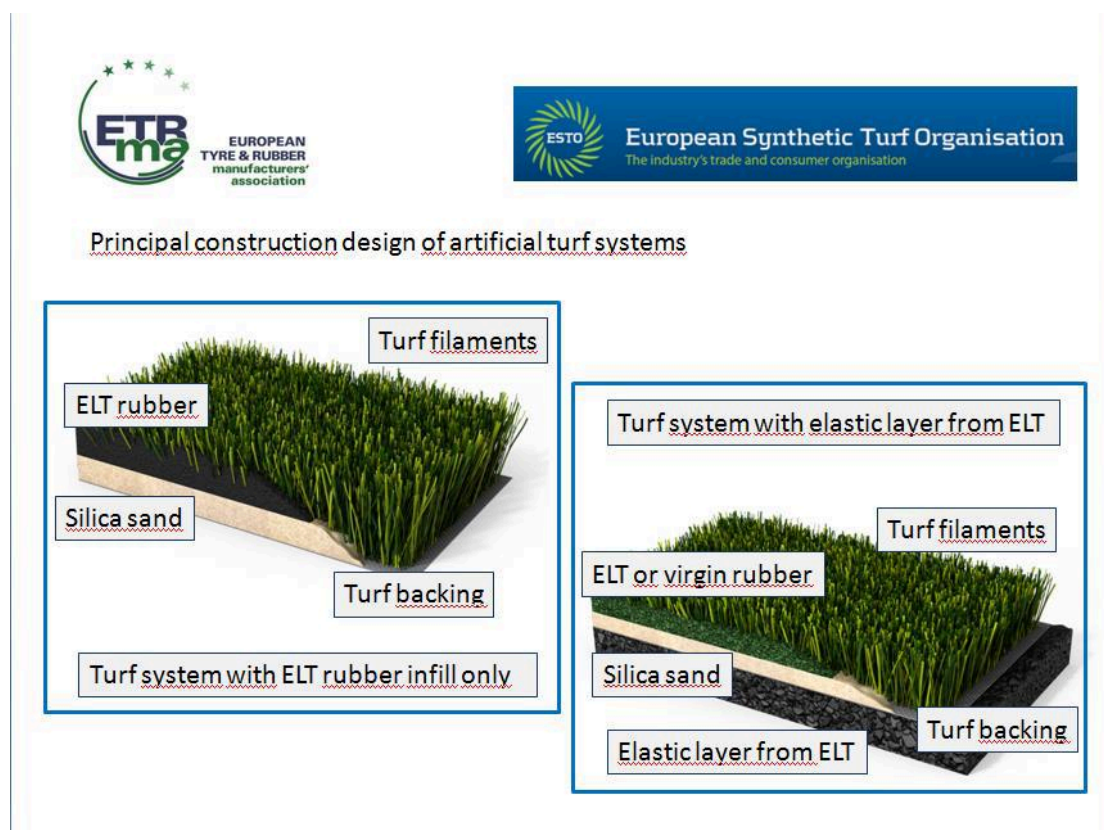 ETR
ma
EUROPEAN
TYRE & RUBBER
manufacturers'
association
ESTO
European Synthetic Turf Organisation
The industry's trade and consumer organisation
Principal construction design of artificial turf systems
Turf filaments
ELT rubber
Silica sand
Turf backing
Turf system with ELT rubber infill only
Turf system with elastic layer from ELT
Turf filaments
ELT or virgin rubber
Silica sand
Turf backing
Elastic layer from ELT